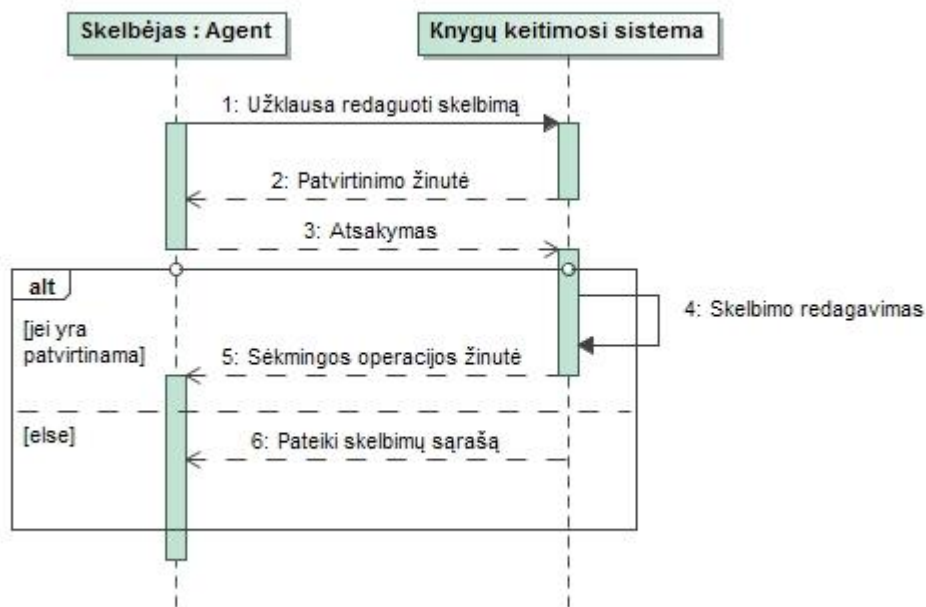 Skelbėjas : Agent
Knygų keitimosi sistema
1: Užklausa redaguoti skelbimą
2: Patvirtinimo žinutė
3: Atsakymas
alt
[jei yra
patvirtinama]
4: Skelbimo redagavimas
5: Sėkmingos operacijos žinutė
[else]
6: Pateiki skelbimų sąrašą